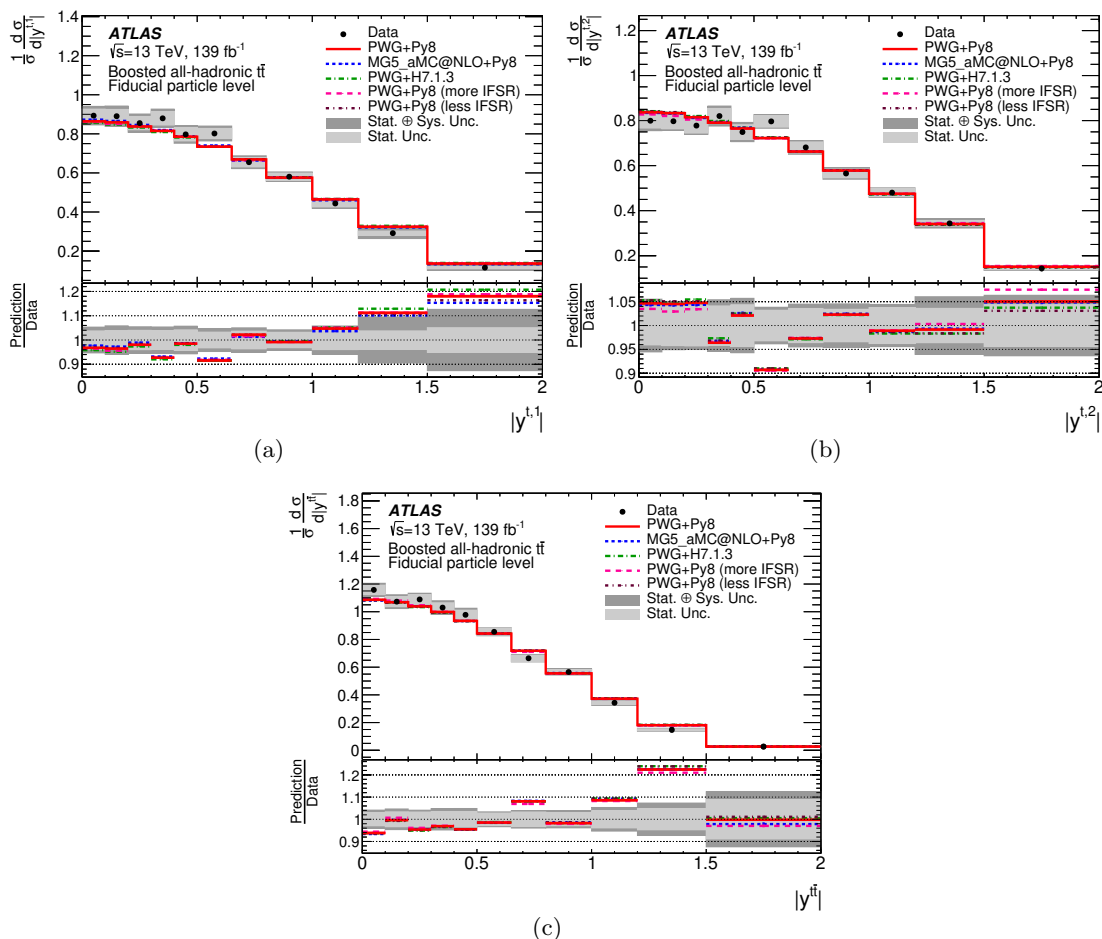 1/σ dσ/d|y^{t,1}|
1.4
1.2
1
0.8
0.6
0.4
0.2
ATLAS
√s=13 TeV, 139 fb⁻¹
Boosted all-hadronic tt̄
Fiducial particle level
Data
PWG+Py8
MG5_aMC@NLO+Py8
PWG+H7.1.3
PWG+Py8 (more IFSR)
PWG+Py8 (less IFSR)
Stat. ⊕ Sys. Unc.
Stat. Unc.
Prediction
Data
1.2
1.1
1
0.9
0 0.5 1 1.5 2
|y^{t,1}|
(a)
1/σ dσ/d|y^{t,2}|
1.2
1
0.8
0.6
0.4
0.2
ATLAS
√s=13 TeV, 139 fb⁻¹
Boosted all-hadronic tt̄
Fiducial particle level
Data
PWG+Py8
MG5_aMC@NLO+Py8
PWG+H7.1.3
PWG+Py8 (more IFSR)
PWG+Py8 (less IFSR)
Stat. ⊕ Sys. Unc.
Stat. Unc.
Prediction
Data
1.05
1
0.95
0.9
0 0.5 1 1.5 2
|y^{t,2}|
(b)
1/σ dσ/d|y^{tt̄}|
1.8
1.6
1.4
1.2
1
0.8
0.6
0.4
0.2
0
ATLAS
√s=13 TeV, 139 fb⁻¹
Boosted all-hadronic tt̄
Fiducial particle level
Data
PWG+Py8
MG5_aMC@NLO+Py8
PWG+H7.1.3
PWG+Py8 (more IFSR)
PWG+Py8 (less IFSR)
Stat. ⊕ Sys. Unc.
Stat. Unc.
Prediction
Data
1.2
1.1
1
0.9
0 0.5 1 1.5 2
|y^{tt̄}|
(c)